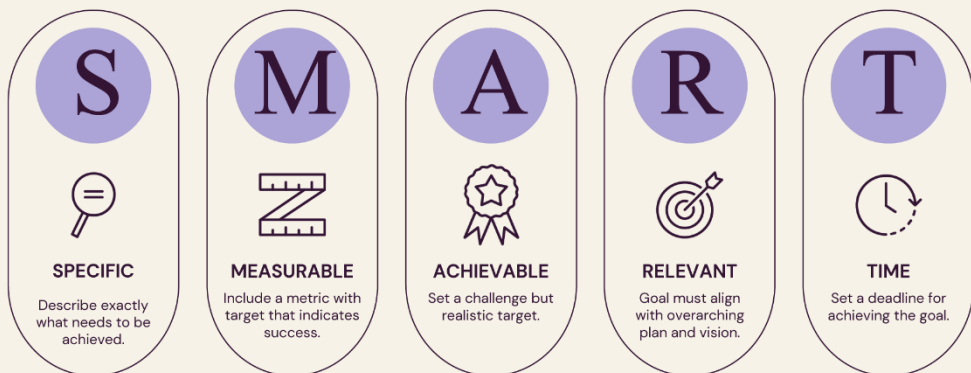 S
SPECIFIC
Describe exactly
what needs to be
achieved.
M
MEASURABLE
Include a metric with
target that indicates
success.
A
ACHIEVABLE
Set a challenge but
realistic target.
R
RELEVANT
Goal must align
with overarching
plan and vision.
T
TIME
Set a deadline for
achieving the goal.